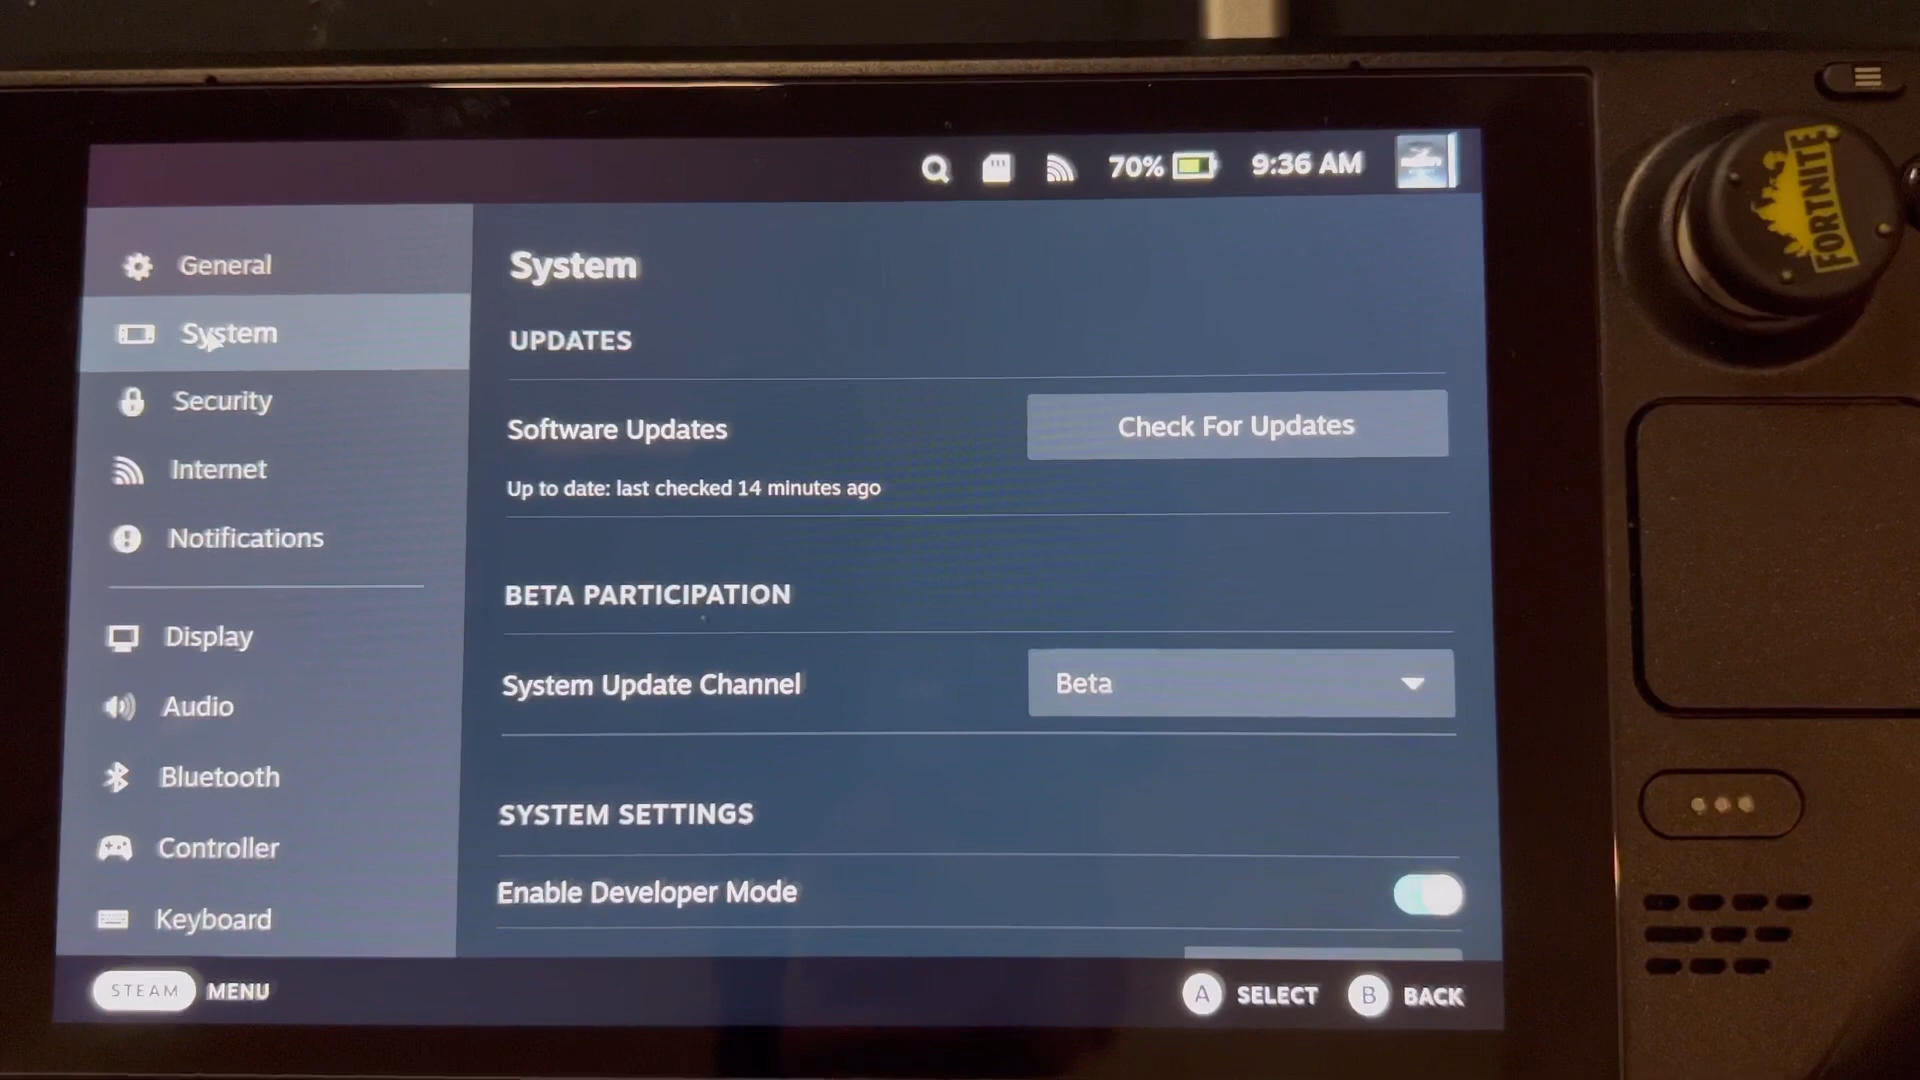 70%
9:36 AM
FORTNITE
General
System
Security
Internet
Notifications
Display
Audio
Bluetooth
Controller
Keyboard
System
UPDATES
Software Updates
Check For Updates
Up to date: last checked 14 minutes ago
BETA PARTICIPATION
System Update Channel
Beta
SYSTEM SETTINGS
Enable Developer Mode
STEAM MENU
A SELECT
B BACK